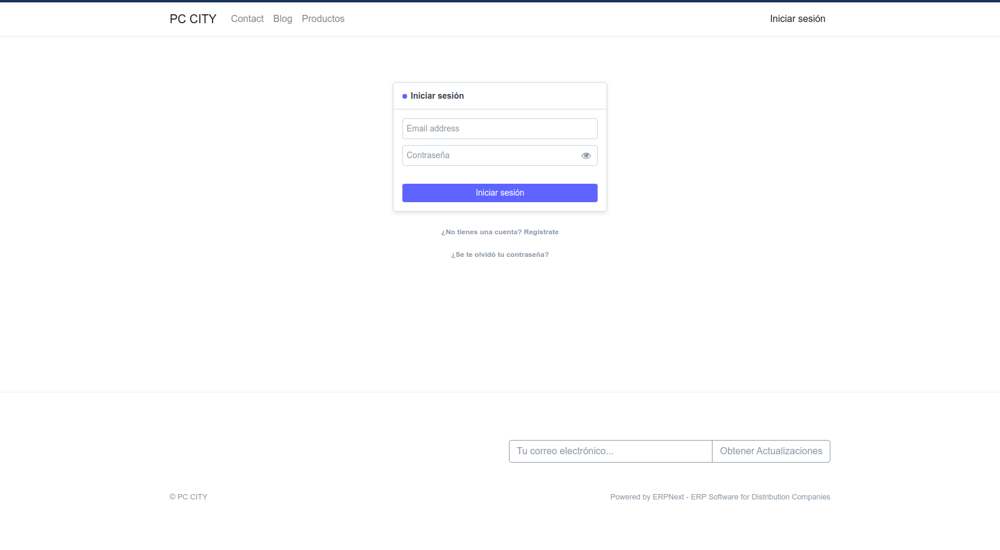 PC CITY Contact Blog Productos Iniciar sesión
Iniciar sesión
Email address
Contraseña
Iniciar sesión
¿No tienes una cuenta? Regístrate
¿Se te olvidó tu contraseña?
Tu correo electrónico... Obtener Actualizaciones
© PC CITY Powered by ERPNext - ERP Software for Distribution Companies